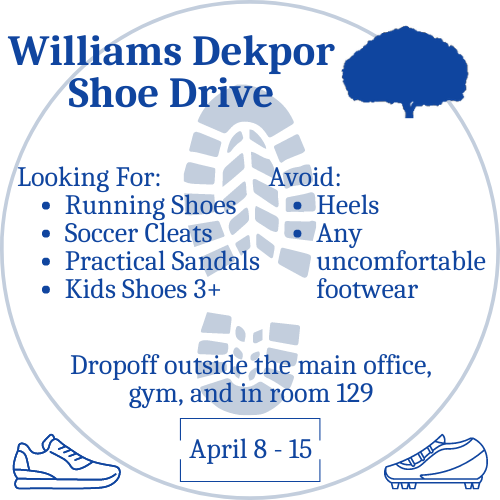 Williams Dekpor
Shoe Drive
Looking For:
• Running Shoes
• Soccer Cleats
• Practical Sandals
• Kids Shoes 3+
Avoid:
• Heels
• Any
uncomfortable
footwear
Dropoff outside the main office,
gym, and in room 129
April 8 - 15